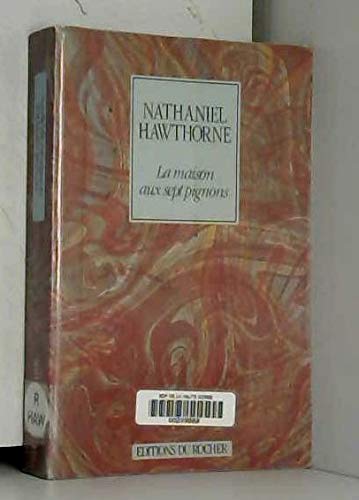 NATHANIEL
HAWTHORNE
La maison
aux sept pignons
R
HAW
EDITIONS DU ROCHER